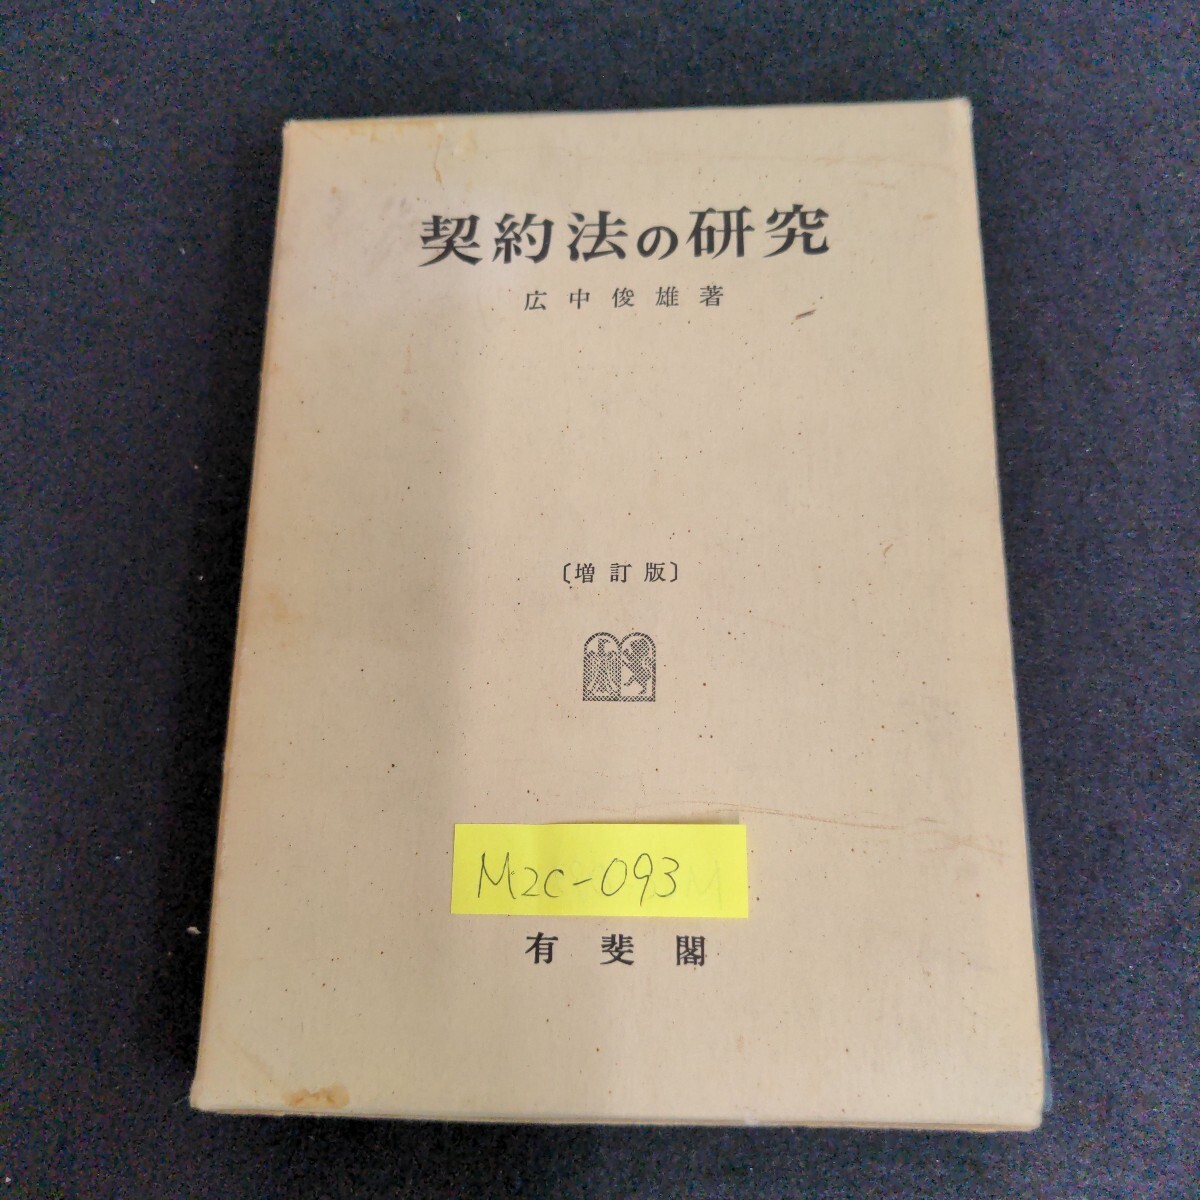 契約法の研究
広中俊雄著
〔増訂版〕
M2C-093
有斐閣